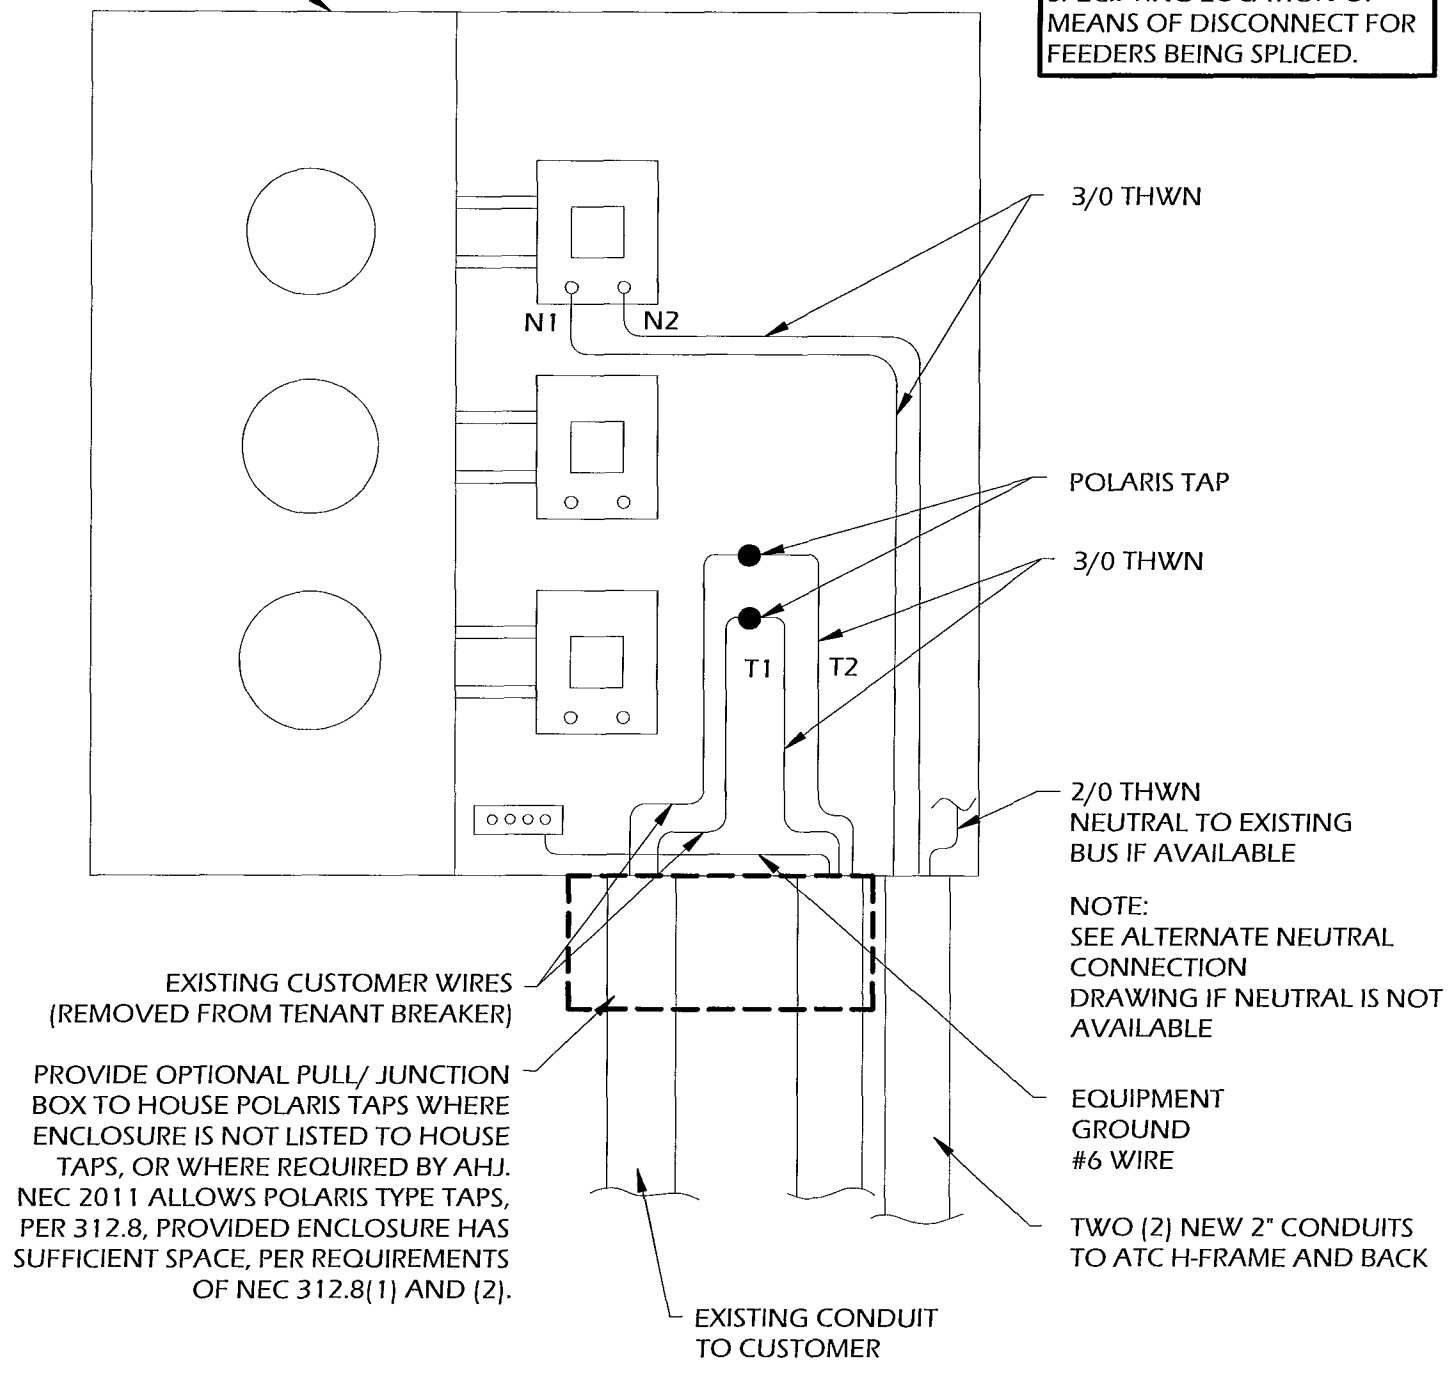 MEANS OF DISCONNECT FOR
FEEDERS BEING SPLICED.
3/0 THWN
N1
N2
POLARIS TAP
3/0 THWN
T1
T2
2/0 THWN
NEUTRAL TO EXISTING
BUS IF AVAILABLE
NOTE:
SEE ALTERNATE NEUTRAL
CONNECTION
DRAWING IF NEUTRAL IS NOT
AVAILABLE
EXISTING CUSTOMER WIRES
(REMOVED FROM TENANT BREAKER)
PROVIDE OPTIONAL PULL/ JUNCTION
BOX TO HOUSE POLARIS TAPS WHERE
ENCLOSURE IS NOT LISTED TO HOUSE
TAPS, OR WHERE REQUIRED BY AHJ.
NEC 2011 ALLOWS POLARIS TYPE TAPS,
PER 312.8, PROVIDED ENCLOSURE HAS
SUFFICIENT SPACE, PER REQUIREMENTS
OF NEC 312.8(1) AND (2).
EQUIPMENT
GROUND
#6 WIRE
TWO (2) NEW 2" CONDUITS
TO ATC H-FRAME AND BACK
EXISTING CONDUIT
TO CUSTOMER